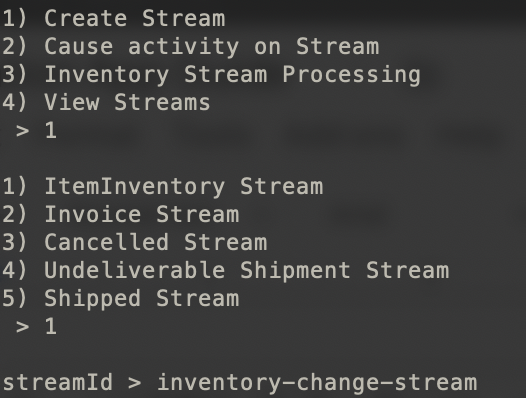 1) Create Stream
2) Cause activity on Stream
3) Inventory Stream Processing
4) View Streams
 > 1

1) ItemInventory Stream
2) Invoice Stream
3) Cancelled Stream
4) Undeliverable Shipment Stream
5) Shipped Stream
 > 1

streamId > inventory-change-stream